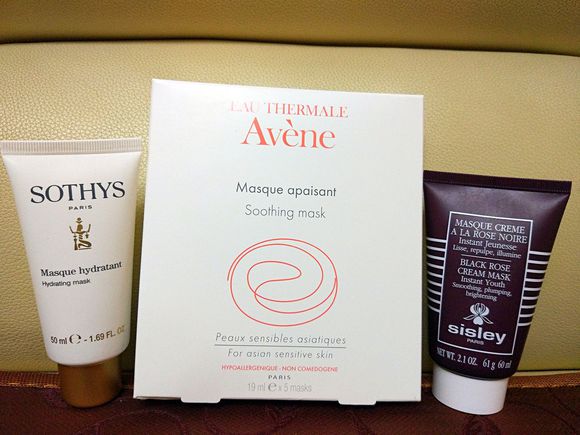 SOTHYS
PARIS
Masque hydratant
Hydrating mask
50 ml e - 1.69 FL. OZ
EAU THERMALE
Avène
Masque apaisant
Soothing mask
Peaux sensibles asiatiques
For asian sensitive skin
HYPOALLERGENIQUE - NON COMEDOGENE
PARIS
19 ml e x 5 masks
MASQUE CREME
A LA ROSE NOIRE
Instant Jeunesse
Lisse, repulpe, illumine
BLACK ROSE
CREAM MASK
Instant Youth
Smoothing, plumping,
brightening
sisley
PARIS
NET WT. 2.1 OZ. 61 g 60 ml